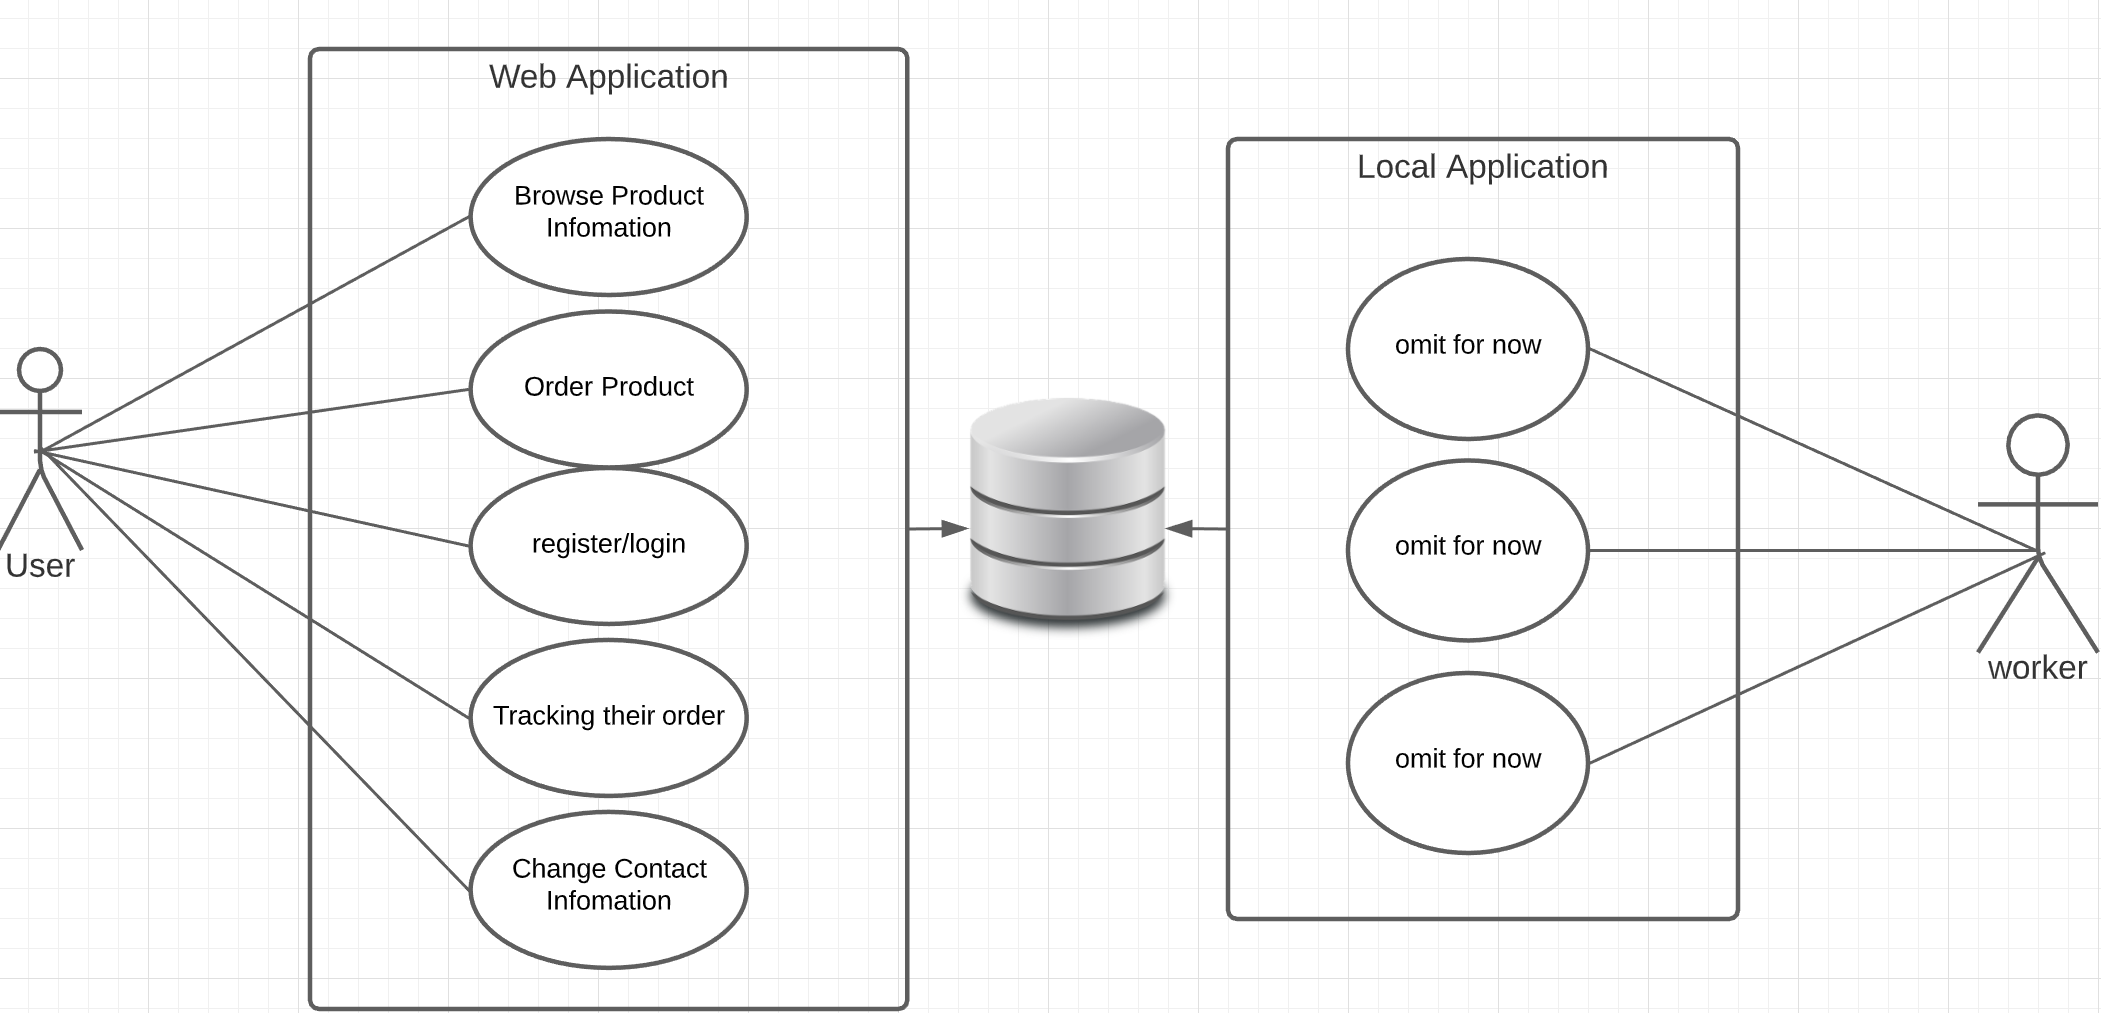 Web Application
Browse Product
Infomation
Order Product
register/login
Tracking their order
Change Contact
Infomation
User
Local Application
omit for now
omit for now
omit for now
worker